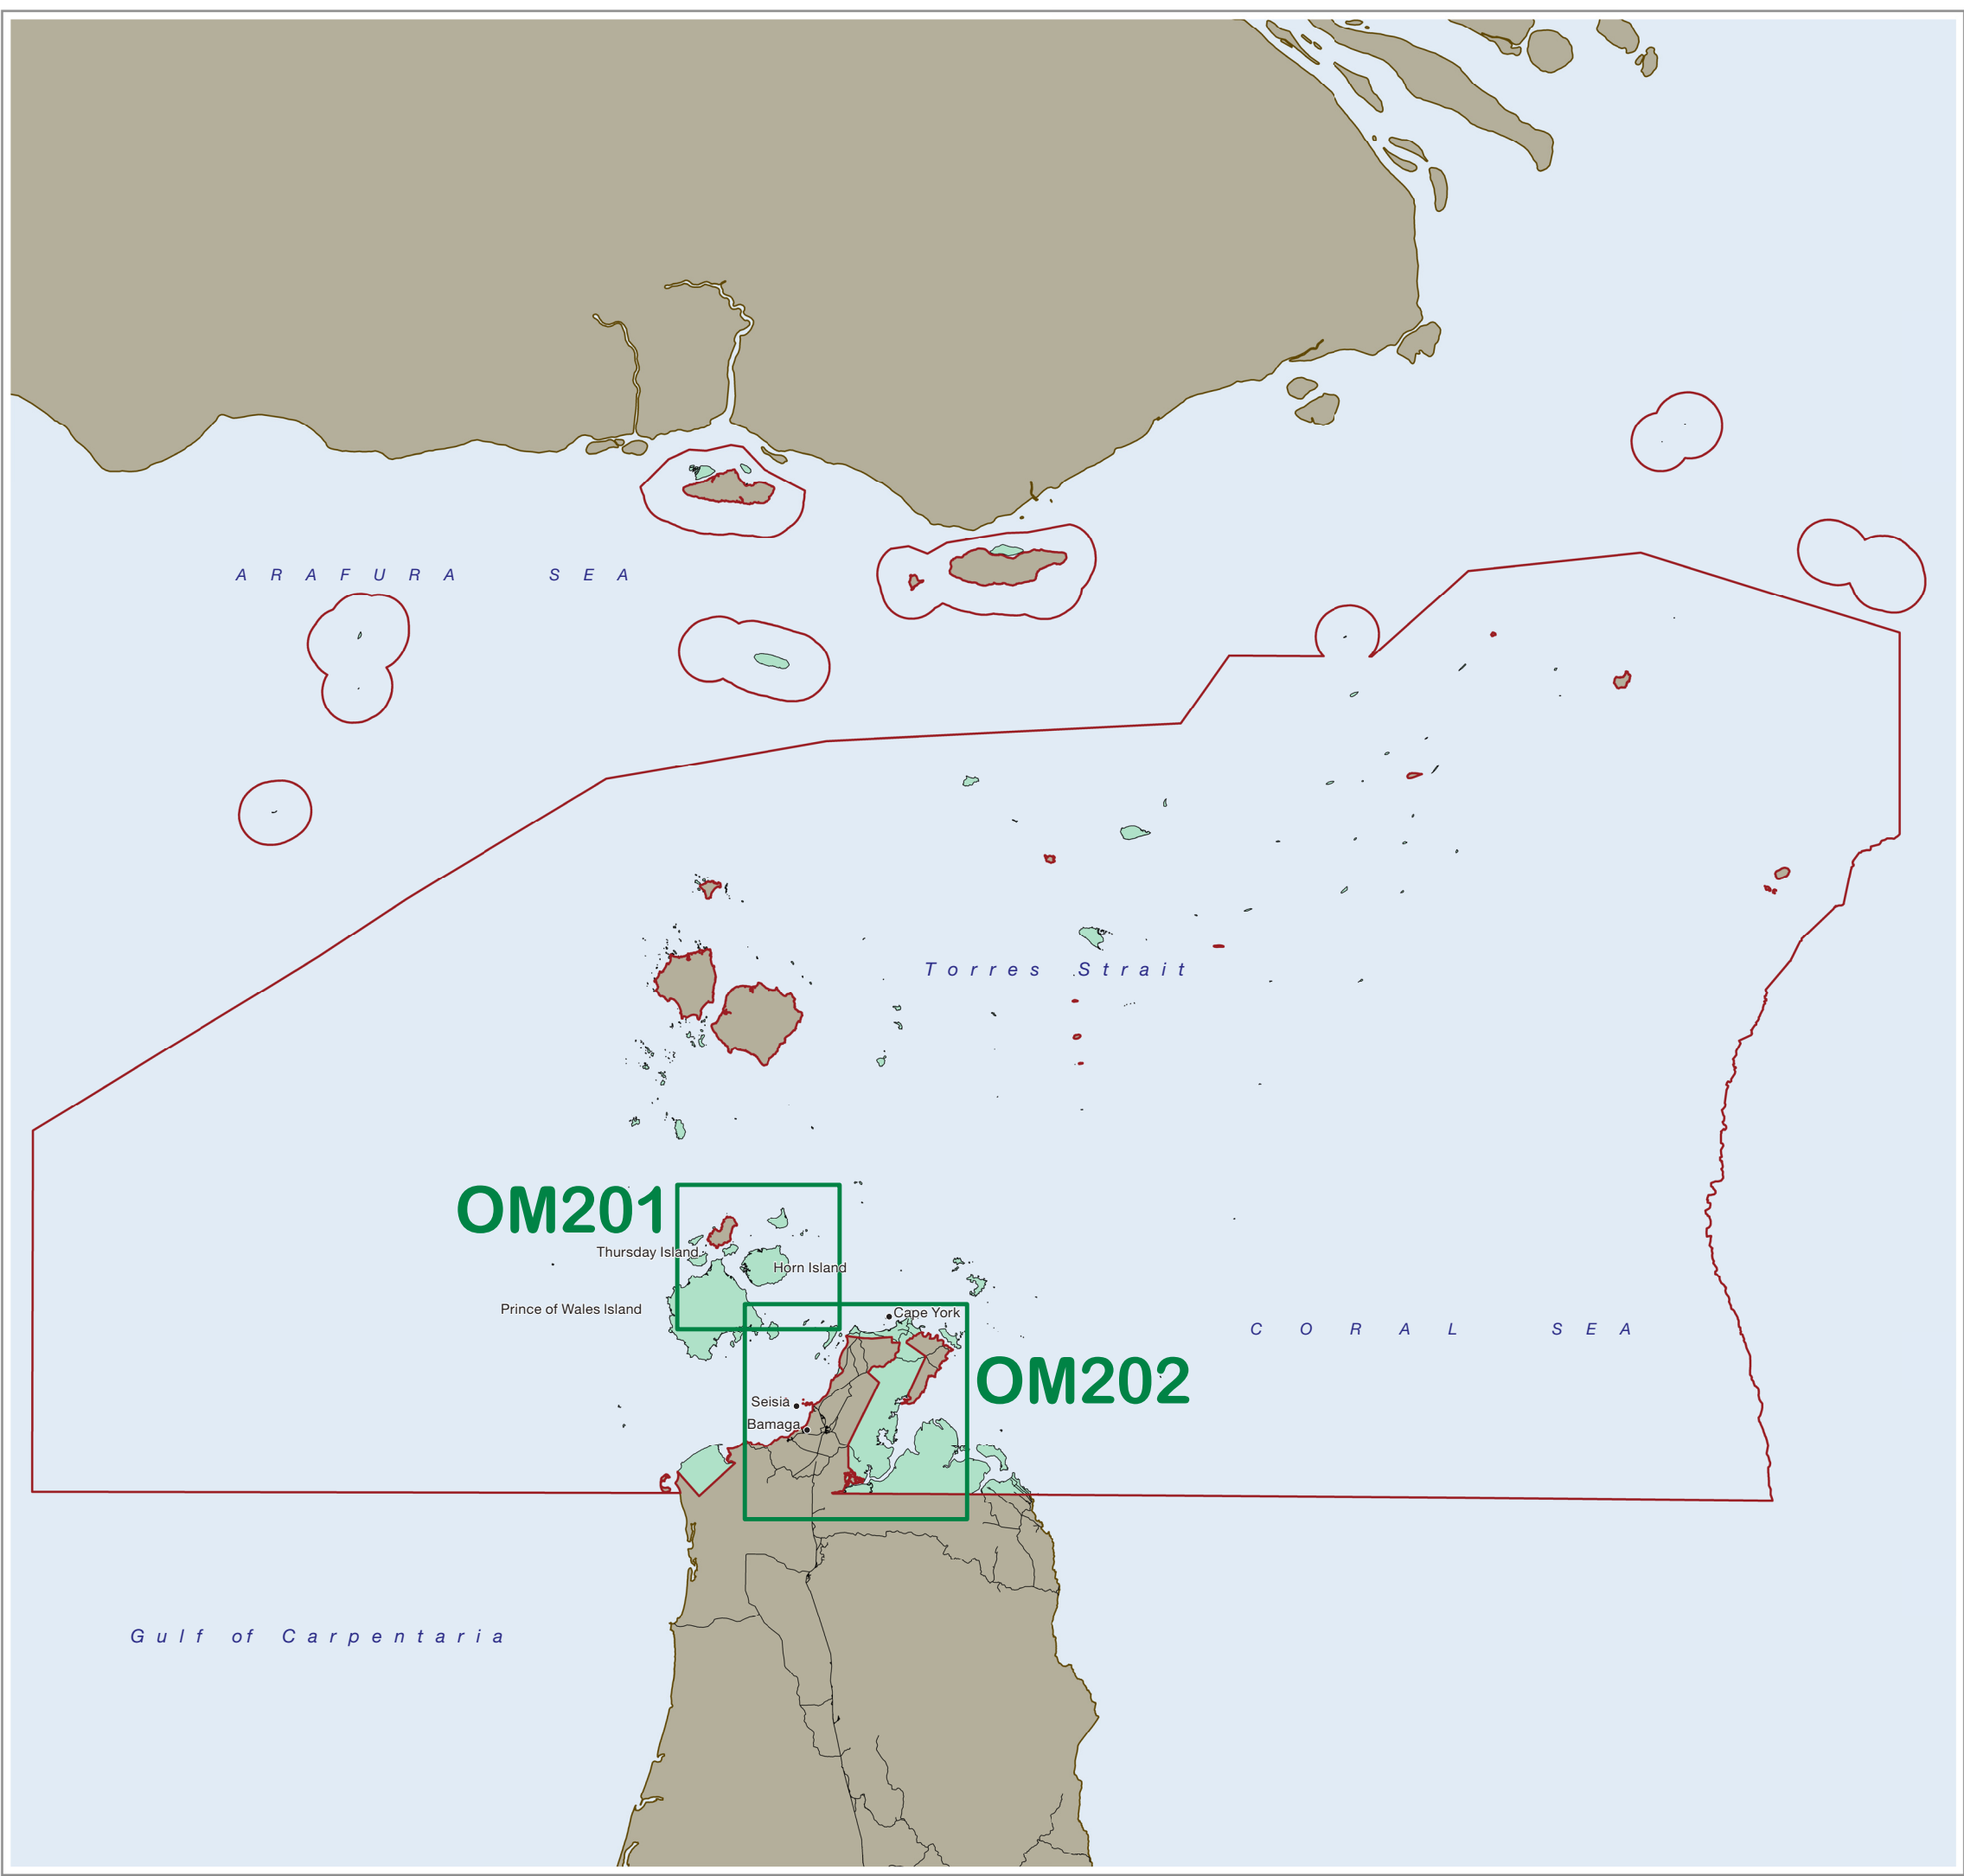 ARAFURA SEA
Torres Strait
OM201
Thursday Island
Horn Island
Prince of Wales Island
Cape York
CORAL SEA
OM202
Seisia
Bamaga
Gulf of Carpentaria